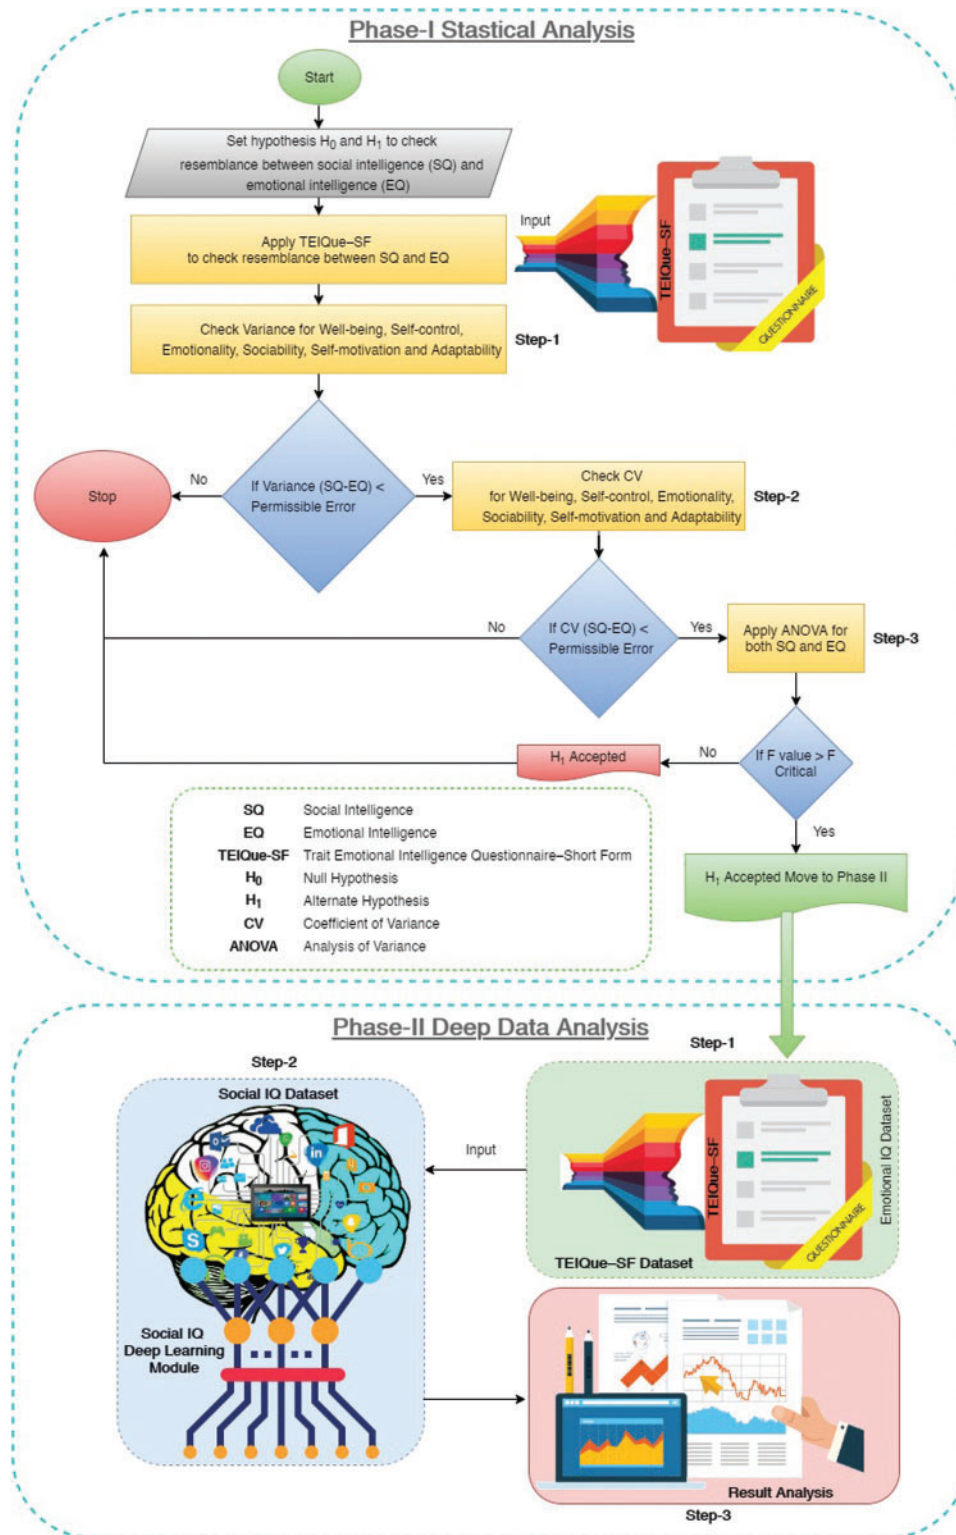 Phase-I Stastical Analysis
Start
Set hypothesis H₀ and H₁ to check
resemblance between social intelligence (SQ) and
emotional intelligence (EQ)
Apply TEIQue–SF
to check resemblance between SQ and EQ
Input
TEIQue–SF
QUESTIONNAIRE
Check Variance for Well-being, Self-control,
Emotionality, Sociability, Self-motivation and Adaptability
Step-1
If Variance (SQ-EQ) <
Permissible Error
No
Stop
Yes
Check CV
for Well-being, Self-control, Emotionality,
Sociability, Self-motivation and Adaptability
Step-2
If CV (SQ-EQ) <
Permissible Error
No
Yes
Apply ANOVA for
both SQ and EQ
Step-3
If F value > F
Critical
No
H₁ Accepted
Yes
H₁ Accepted Move to Phase II
SQ Social Intelligence
EQ Emotional Intelligence
TEIQue-SF Trait Emotional Intelligence Questionnaire–Short Form
H₀ Null Hypothesis
H₁ Alternate Hypothesis
CV Coefficient of Variance
ANOVA Analysis of Variance
Phase-II Deep Data Analysis
Step-1
TEIQue–SF
QUESTIONNAIRE
Emotional IQ Dataset
TEIQue–SF Dataset
Input
Step-2
Social IQ Dataset
in
S
Social IQ
Deep Learning
Module
Result Analysis
Step-3